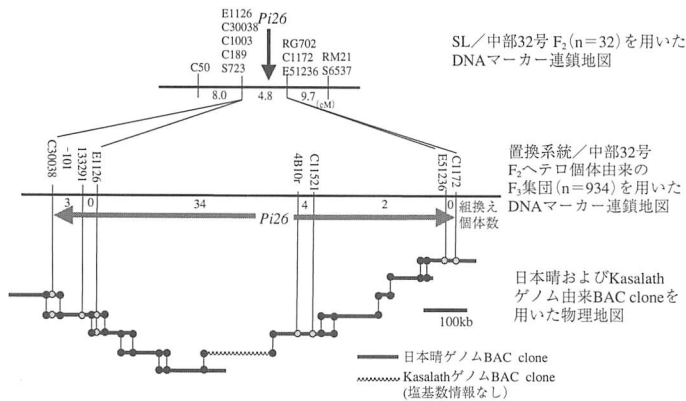 E1126
C30038
C1003
C189
S723
Pi26
C50
RG702
C1172
E51236
RM21
S6537
8.0
4.8
9.7
(cM)
SL／中部32号 F₂(n=32)を用いた
DNAマーカー連鎖地図
C30038
133291
-101
E1126
4B10r
C11521
E51236
C1172
置換系統／中部32号
F₂ヘテロ個体由来の
F₃集団(n=934)を用いた
DNAマーカー連鎖地図
3
0
34
4
2
0
組換え
個体数
Pi26
日本晴およびKasalath
ゲノム由来BAC cloneを
用いた物理地図
100kb
日本晴ゲノムBAC clone
KasalathゲノムBAC clone
(塩基数情報なし)